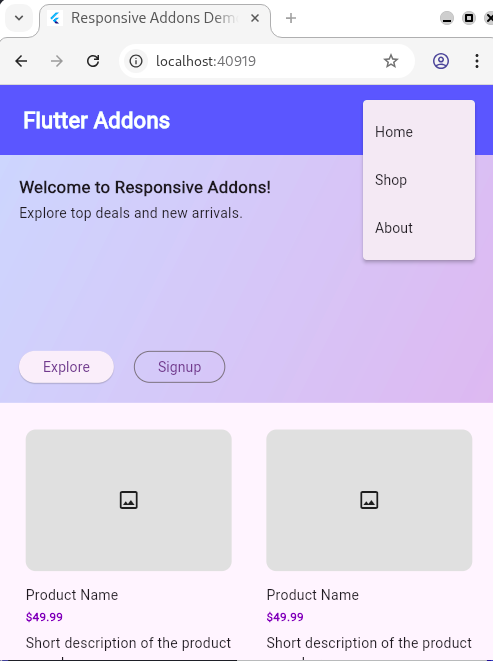 Responsive Addons Dem
localhost:40919
Flutter Addons
Home
Shop
About
Welcome to Responsive Addons!
Explore top deals and new arrivals.
Explore
Signup
Product Name
$49.99
Short description of the product
Product Name
$49.99
Short description of the product